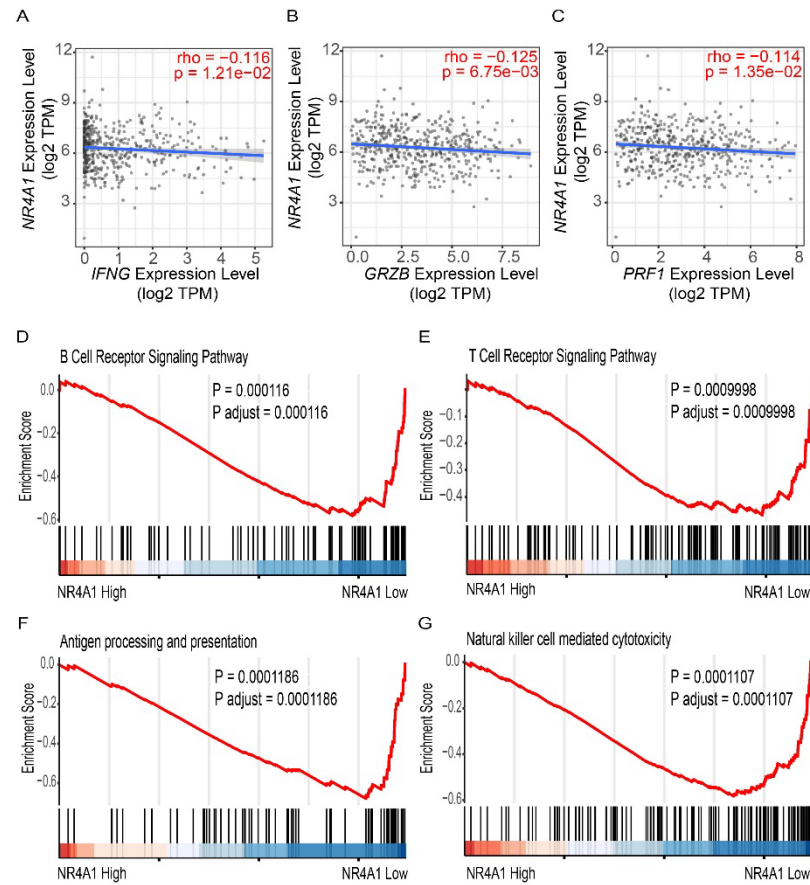 A
NR4A1 Expression Level
(log2 TPM)
12
9
6
3
rho = −0.116
p = 1.21e−02
0 1 2 3 4 5
IFNG Expression Level
(log2 TPM)
B
NR4A1 Expression Level
(log2 TPM)
12
9
6
3
rho = −0.125
p = 6.75e−03
0.0 2.5 5.0 7.5
GRZB Expression Level
(log2 TPM)
C
NR4A1 Expression Level
(log2 TPM)
12
9
6
3
rho = −0.114
p = 1.35e−02
0 2 4 6 8
PRF1 Expression Level
(log2 TPM)
D
B Cell Receptor Signaling Pathway
Enrichment Score
0.0
−0.2
−0.4
−0.6
P = 0.000116
P adjust = 0.000116
NR4A1 High NR4A1 Low
E
T Cell Receptor Signaling Pathway
Enrichment Score
−0.1
−0.2
−0.3
−0.4
P = 0.0009998
P adjust = 0.0009998
NR4A1 High NR4A1 Low
F
Antigen processing and presentation
Enrichment Score
0.0
−0.2
−0.4
−0.6
P = 0.0001186
P adjust = 0.0001186
NR4A1 High NR4A1 Low
G
Natural killer cell mediated cytotoxicity
Enrichment Score
0.0
−0.2
−0.4
−0.6
P = 0.0001107
P adjust = 0.0001107
NR4A1 High NR4A1 Low